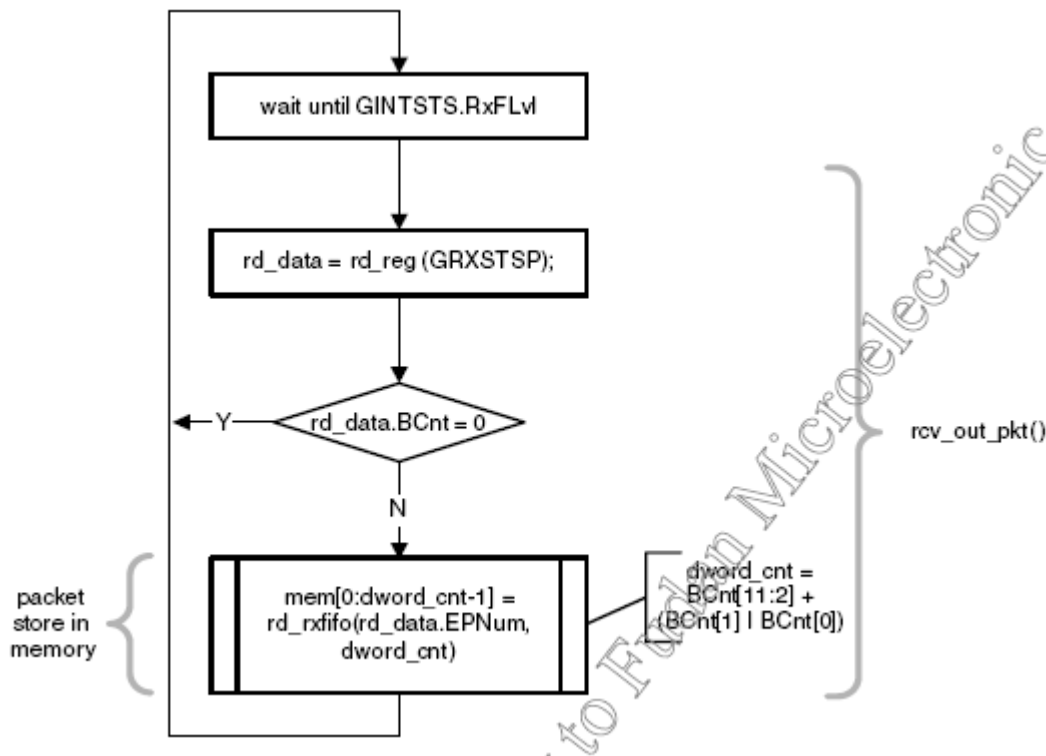 wait until GINTSTS.RxFLvl
rd_data = rd_reg (GRXSTSP);
rd_data.BCnt = 0
Y
N
rcv_out_pkt()
packet
store in
memory
mem[0:dword_cnt-1] =
rd_rxfifo(rd_data.EPNum,
dword_cnt)
dword_cnt =
BCnt[11:2] +
(BCnt[1] | BCnt[0])
to Fudan Microelectronic